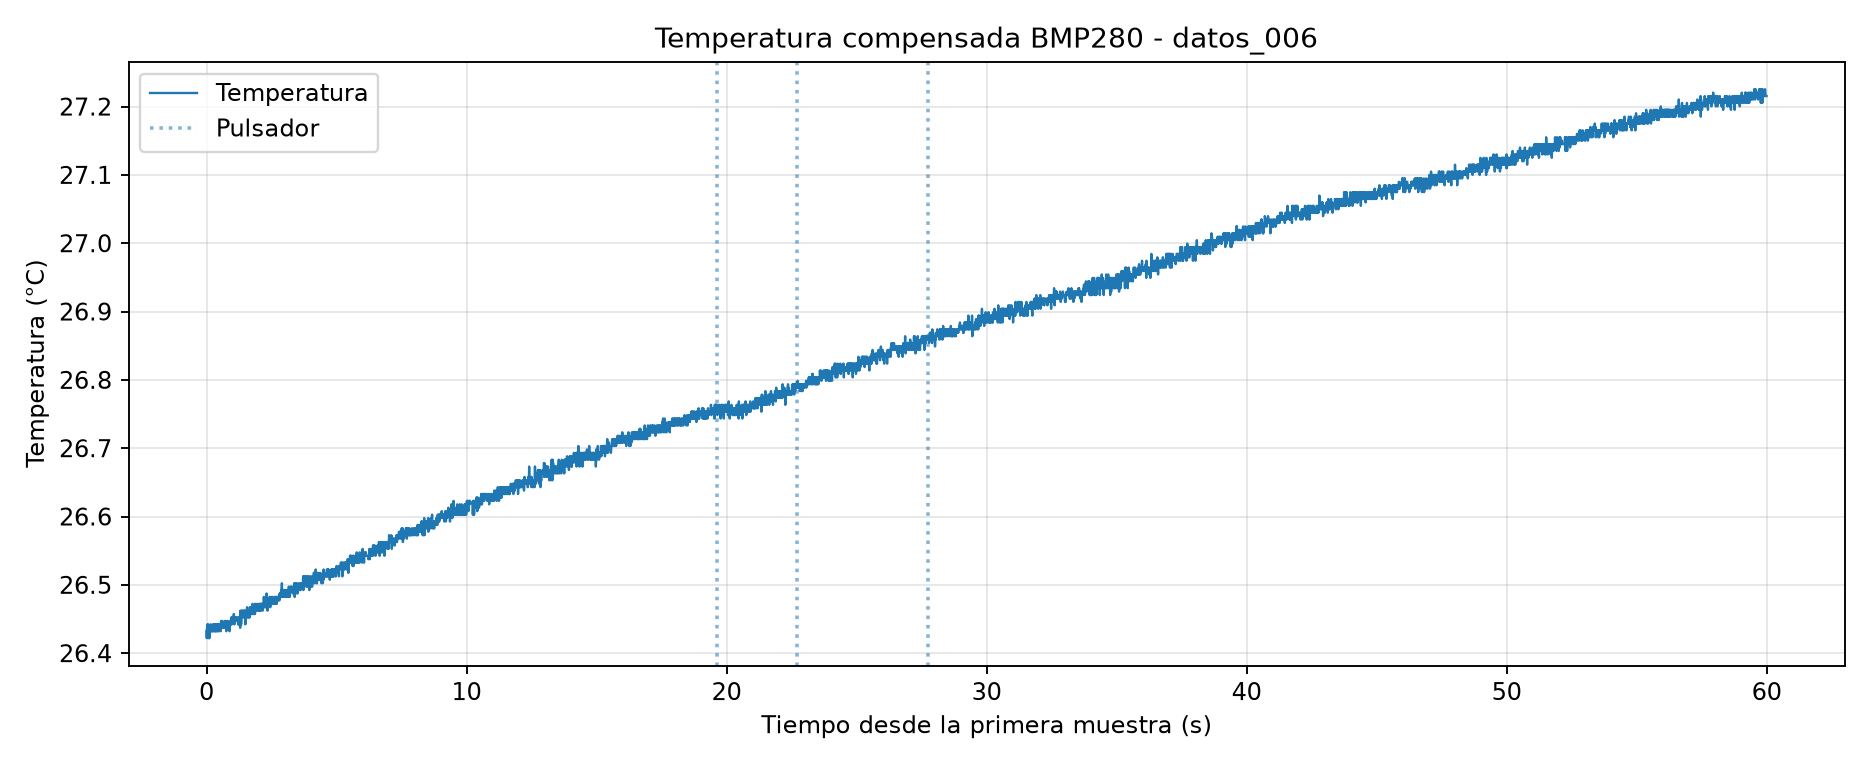 Temperatura compensada BMP280 - datos_006
Temperatura
Pulsador
Temperatura (°C)
27.2
27.1
27.0
26.9
26.8
26.7
26.6
26.5
26.4
0 10 20 30 40 50 60
Tiempo desde la primera muestra (s)